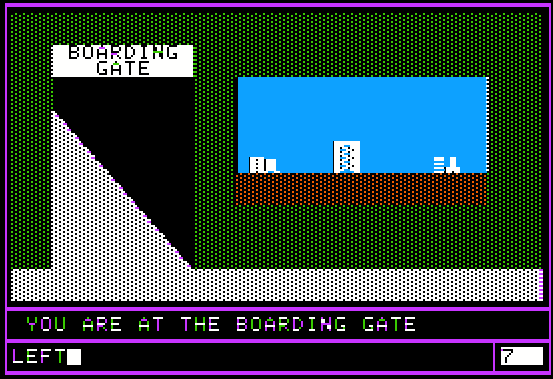 BOARDING
GATE
YOU ARE AT THE BOARDING GATE
LEFT
7